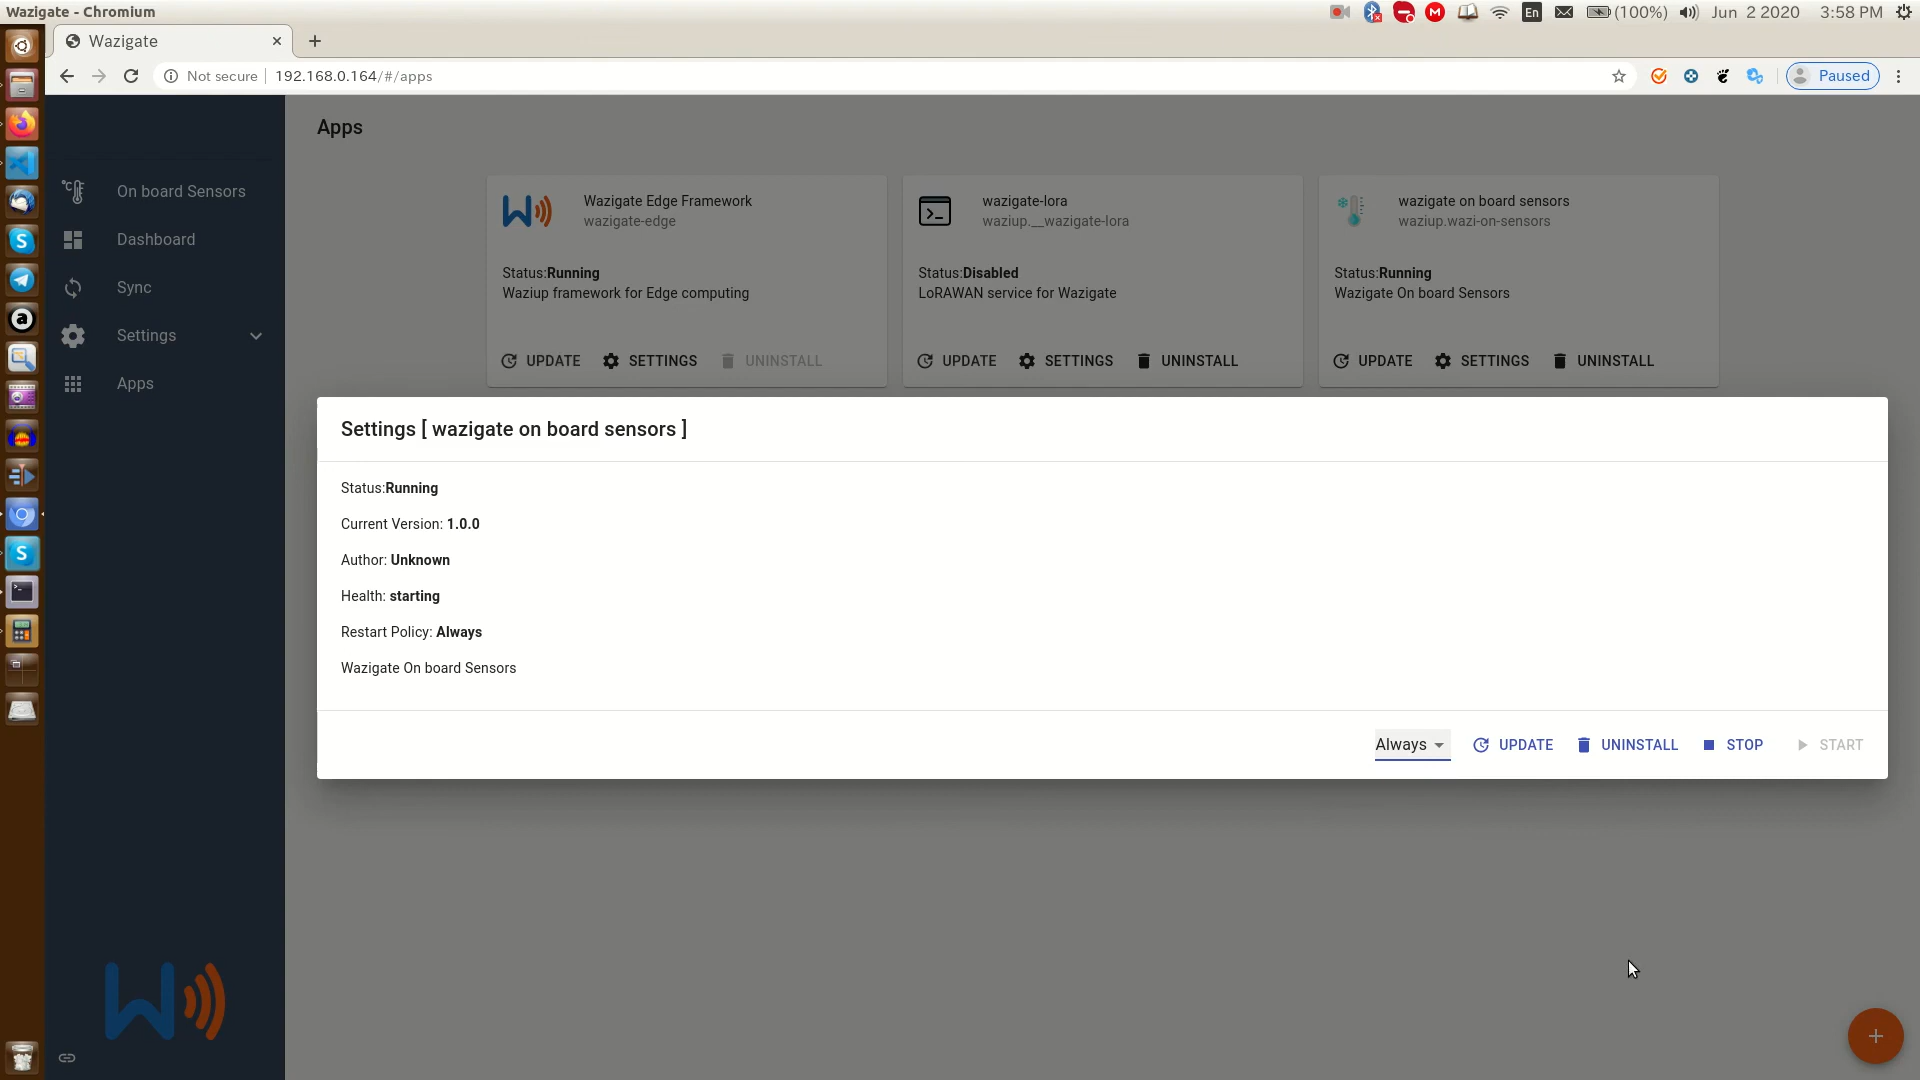 Wazigate - Chromium
En
(100%)
Jun 2 2020
3:58 PM
Wazigate
Not secure
192.168.0.164/#/apps
Paused
On board Sensors
Dashboard
Sync
Settings
Apps
Apps
Wazigate Edge Framework
wazigate-edge
Status:Running
Waziup framework for Edge computing
UPDATE SETTINGS UNINSTALL
wazigate-lora
waziup.__wazigate-lora
Status:Disabled
LoRAWAN service for Wazigate
UPDATE SETTINGS UNINSTALL
wazigate on board sensors
waziup.wazi-on-sensors
Status:Running
Wazigate On board Sensors
UPDATE SETTINGS UNINSTALL
Settings [ wazigate on board sensors ]
Status:Running
Current Version: 1.0.0
Author: Unknown
Health: starting
Restart Policy: Always
Wazigate On board Sensors
Always UPDATE UNINSTALL STOP START